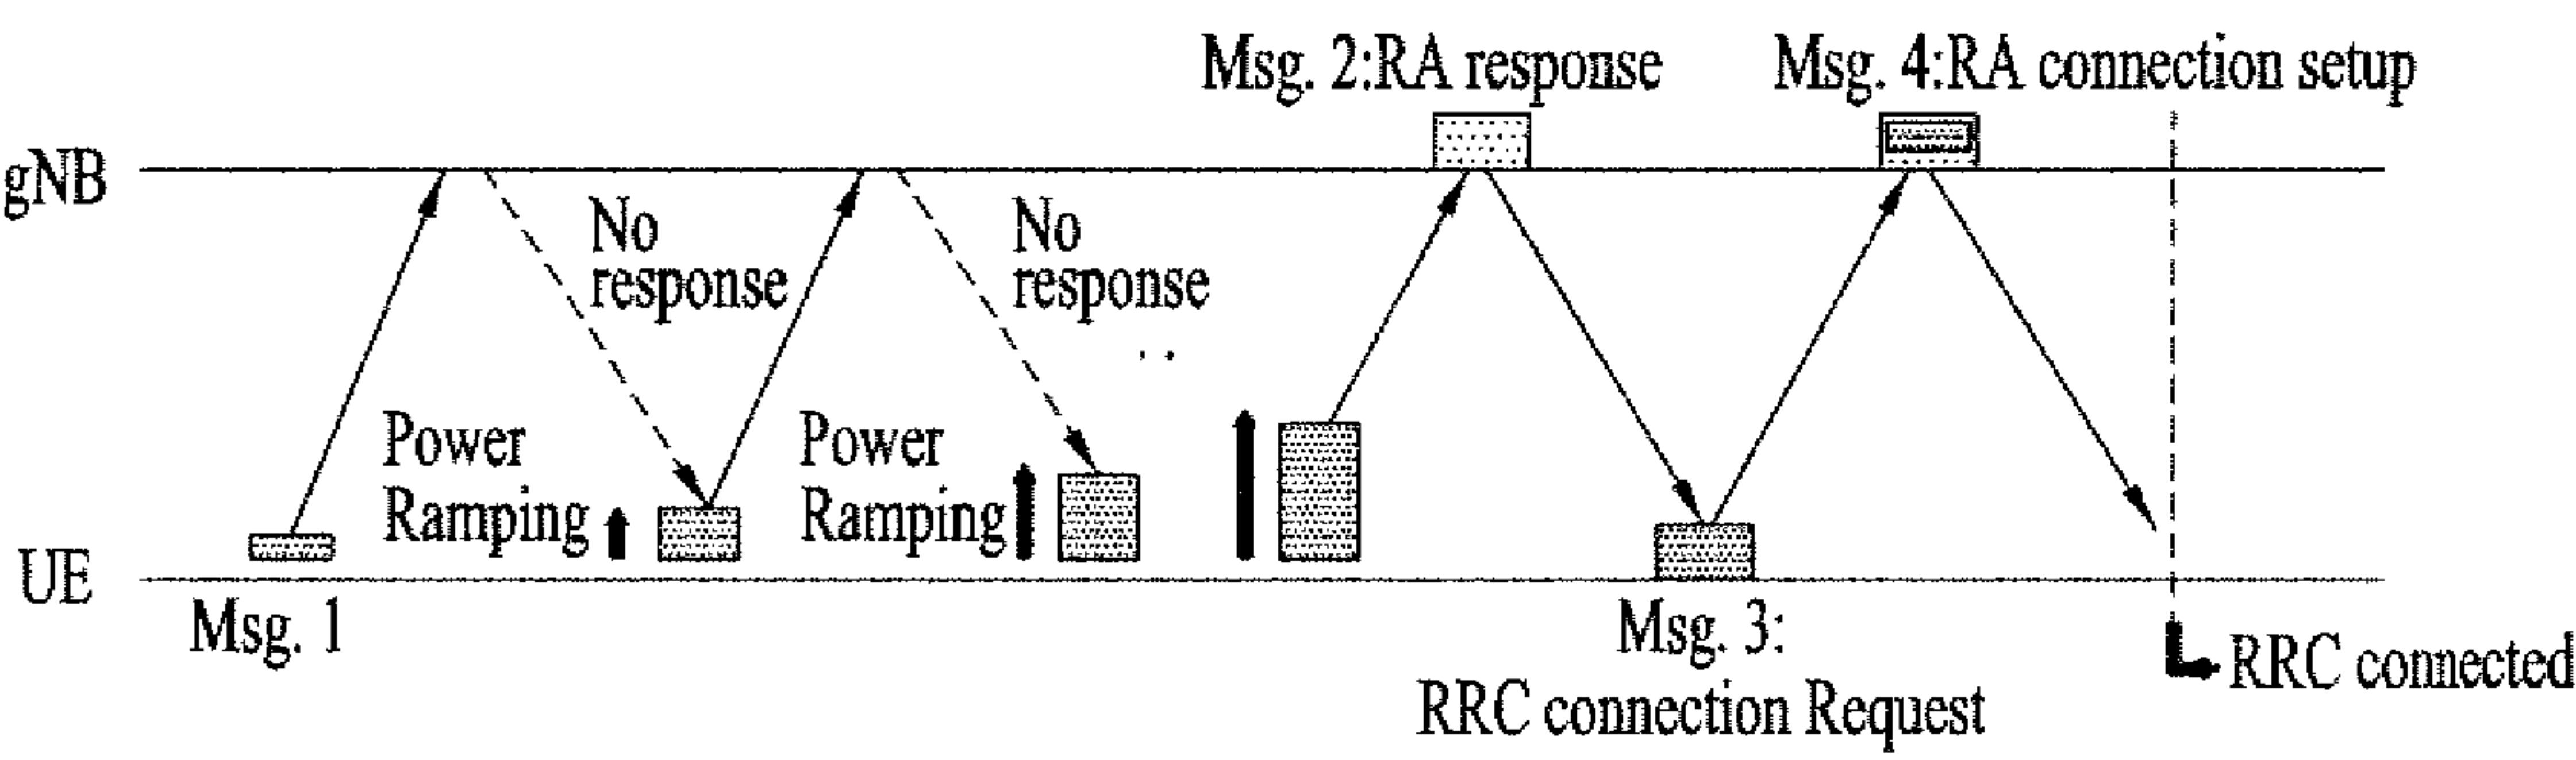 Msg. 2:RA response
Msg. 4:RA connection setup
gNB
No
response
No
response
Power
Ramping
Power
Ramping
UE
Msg. 1
Msg. 3:
RRC connection Request
RRC connected